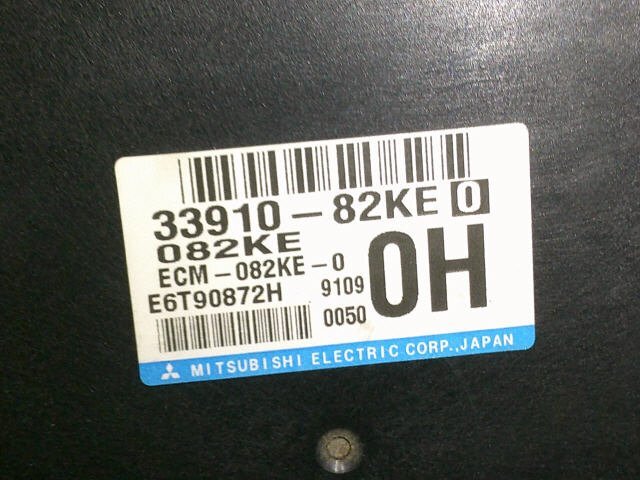 33910-82KE 0
082KE
ECM-082KE-0
E6T90872H 9109
0050
0H
MITSUBISHI ELECTRIC CORP.,JAPAN